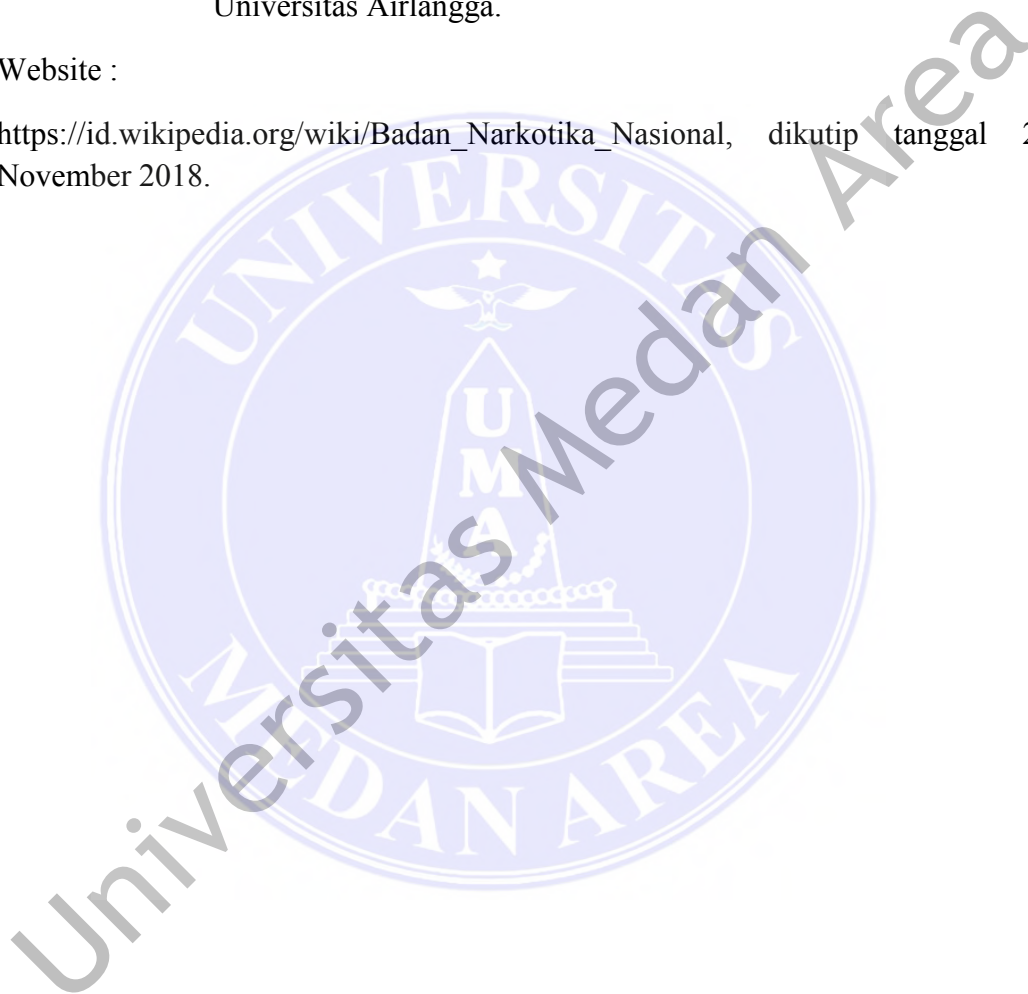 Universitas Airlangga.
Website :
https://id.wikipedia.org/wiki/Badan_Narkotika_Nasional, dikutip tanggal 2
November 2018.
UNIVERSITAS
U
M
A
MEDAN AREA
Universitas Medan Area